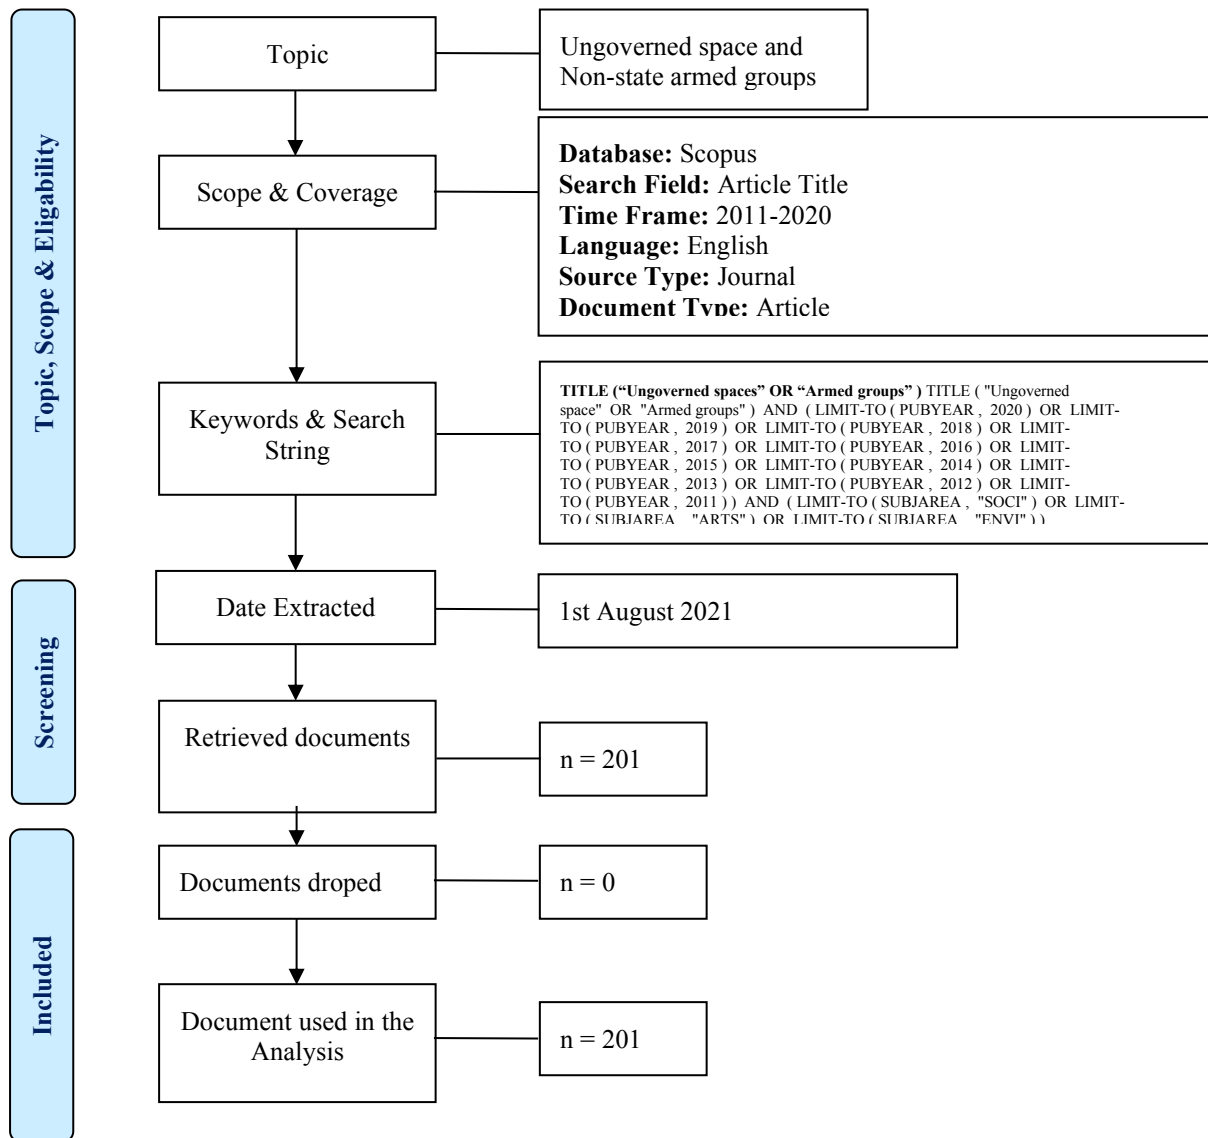 Topic, Scope & Eligability
Topic
Ungoverned space and
Non-state armed groups
Scope & Coverage
Database: Scopus
Search Field: Article Title
Time Frame: 2011-2020
Language: English
Source Type: Journal
Document Type: Article
Keywords & Search
String
TITLE (“Ungoverned spaces” OR “Armed groups” ) TITLE ( "Ungoverned
space" OR "Armed groups" ) AND ( LIMIT-TO ( PUBYEAR , 2020 ) OR LIMIT-
TO ( PUBYEAR , 2019 ) OR LIMIT-TO ( PUBYEAR , 2018 ) OR LIMIT-
TO ( PUBYEAR , 2017 ) OR LIMIT-TO ( PUBYEAR , 2016 ) OR LIMIT-
TO ( PUBYEAR , 2015 ) OR LIMIT-TO ( PUBYEAR , 2014 ) OR LIMIT-
TO ( PUBYEAR , 2013 ) OR LIMIT-TO ( PUBYEAR , 2012 ) OR LIMIT-
TO ( PUBYEAR , 2011 ) ) AND ( LIMIT-TO ( SUBJAREA , "SOCI" ) OR LIMIT-
TO ( SUBJAREA , "ARTS" ) OR LIMIT-TO ( SUBJAREA , "ENVI" ) )
Screening
Date Extracted
1st August 2021
Retrieved documents
n = 201
Included
Documents droped
n = 0
Document used in the
Analysis
n = 201